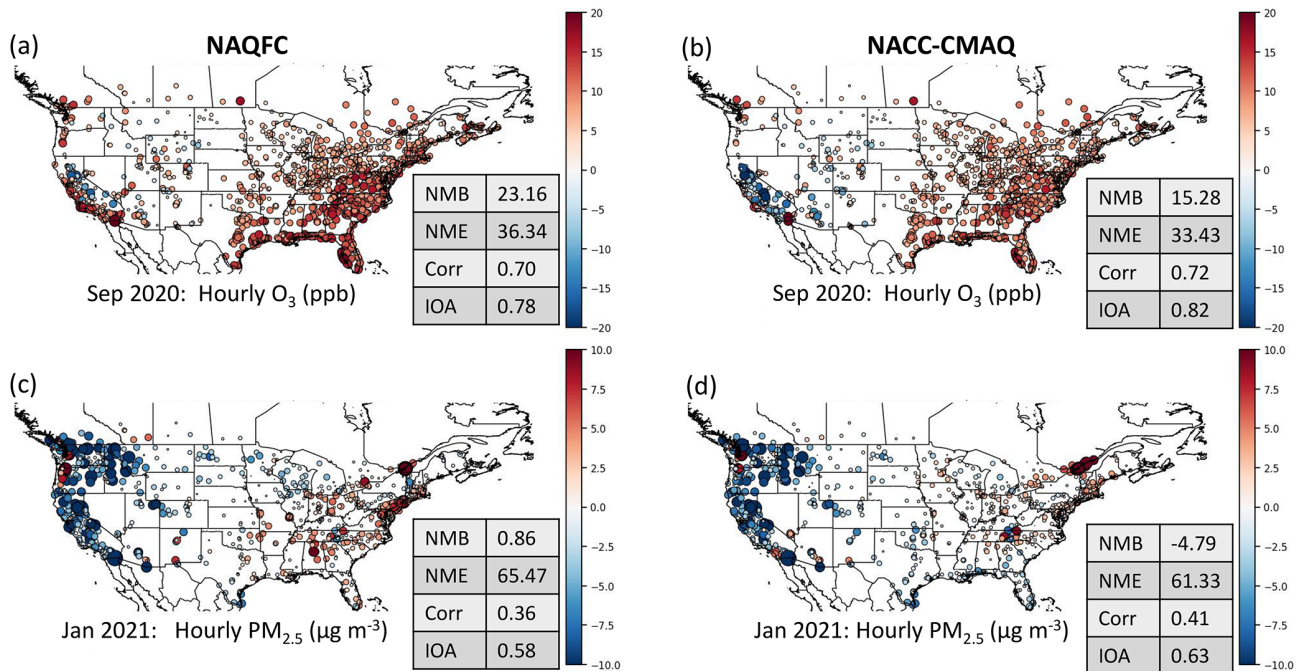 (a)
NAQFC
20
15
10
5
0
−5
−10
−15
−20
NMB 23.16
NME 36.34
Corr 0.70
IOA 0.78
Sep 2020: Hourly O3 (ppb)
(b)
NACC-CMAQ
20
15
10
5
0
−5
−10
−15
−20
NMB 15.28
NME 33.43
Corr 0.72
IOA 0.82
Sep 2020: Hourly O3 (ppb)
(c)
10.0
7.5
5.0
2.5
0.0
−2.5
−5.0
−7.5
−10.0
NMB 0.86
NME 65.47
Corr 0.36
IOA 0.58
Jan 2021: Hourly PM2.5 (µg m-3)
(d)
10.0
7.5
5.0
2.5
0.0
−2.5
−5.0
−7.5
−10.0
NMB -4.79
NME 61.33
Corr 0.41
IOA 0.63
Jan 2021: Hourly PM2.5 (µg m-3)